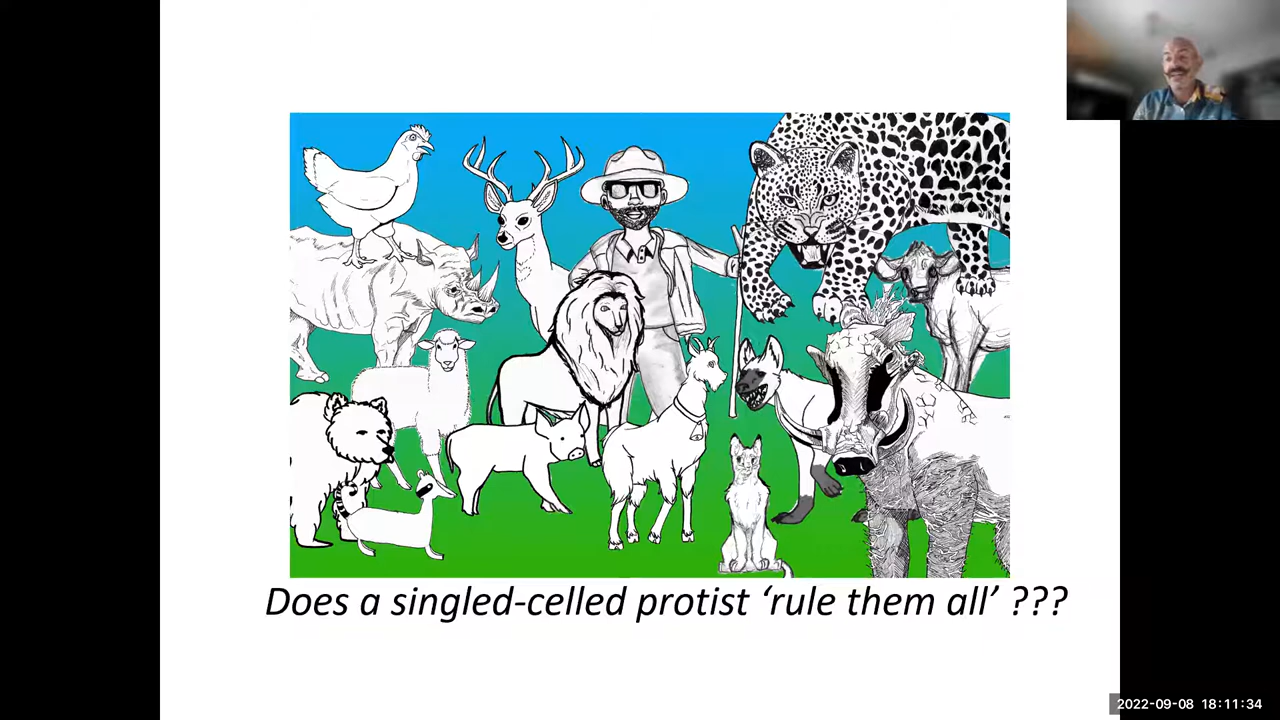 Does a singled-celled protist ‘rule them all’ ???
2022-09-08 18:11:34